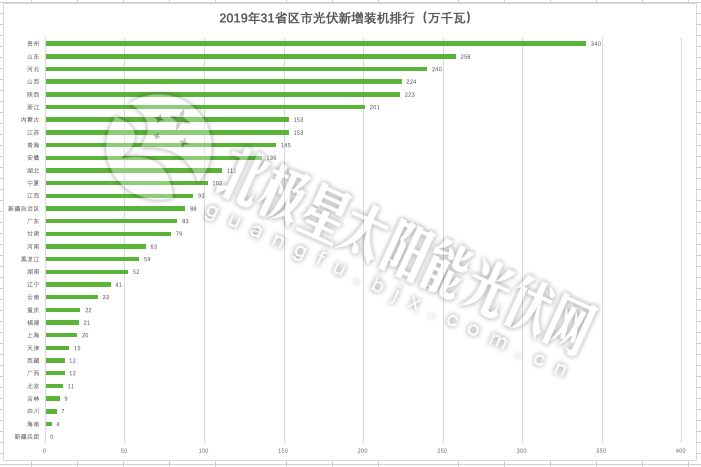 2019年31省区市光伏新增装机排行（万千瓦）
贵州 340
山东 258
河北 240
山西 224
陕西 223
浙江 201
内蒙古 153
江苏 153
青海 145
安徽 136
湖北 111
宁夏 102
江西 93
新疆自治区 88
广东 83
甘肃 79
河南 63
黑龙江 59
湖南 52
辽宁 41
云南 33
重庆 22
福建 21
上海 20
天津 15
西藏 12
广西 12
北京 11
吉林 9
四川 7
海南 4
新疆兵团 0
0 50 100 150 200 250 300 350 400
北极星太阳能光伏网
guangfu.bjx.com.cn